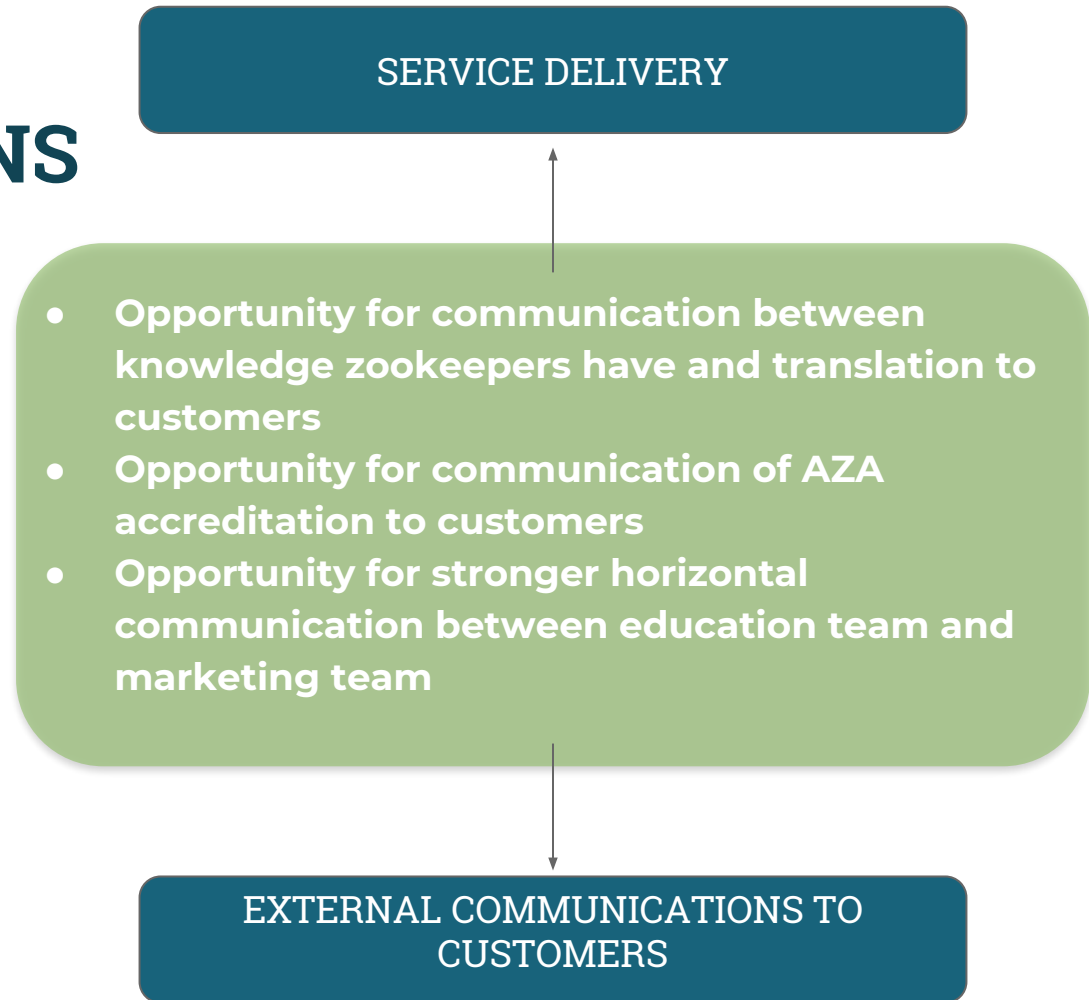 SERVICE DELIVERY
NS
● Opportunity for communication between
knowledge zookeepers have and translation to
customers
● Opportunity for communication of AZA
accreditation to customers
● Opportunity for stronger horizontal
communication between education team and
marketing team
EXTERNAL COMMUNICATIONS TO
CUSTOMERS